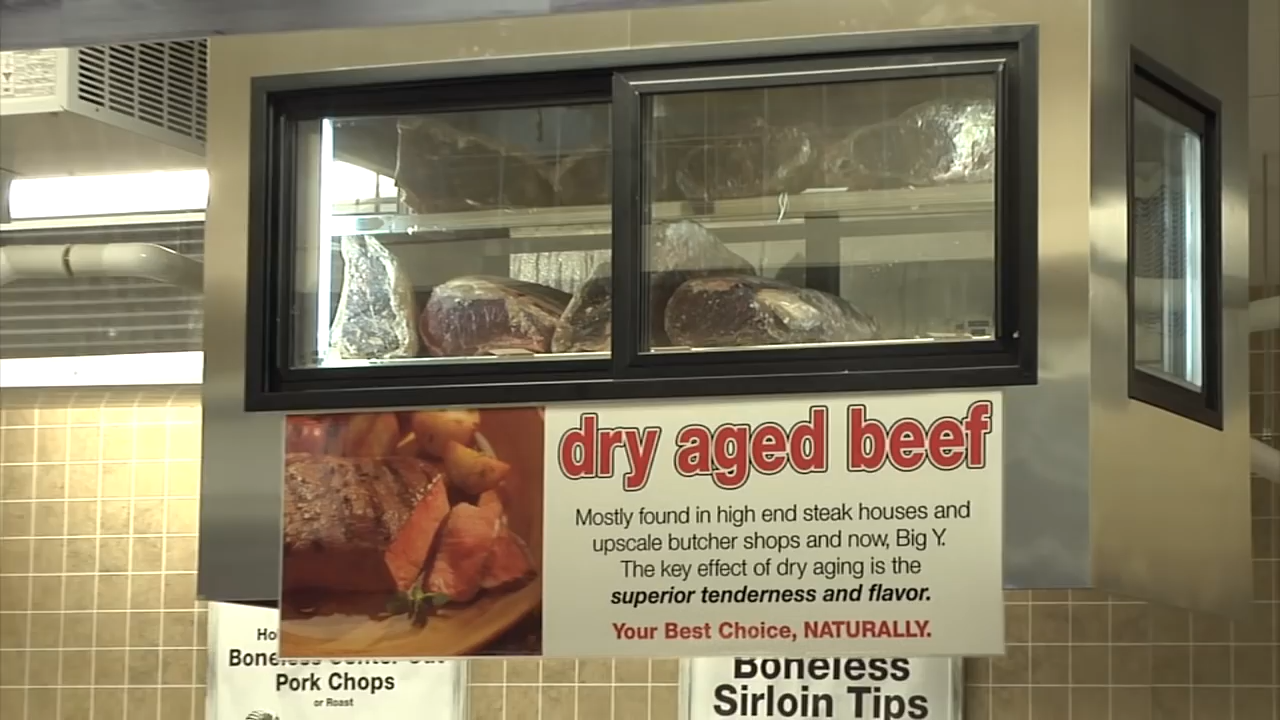 dry aged beef
Mostly found in high end steak houses and
upscale butcher shops and now, Big Y.
The key effect of dry aging is the
superior tenderness and flavor.
Your Best Choice, NATURALLY.
Boneless Center Cut
Pork Chops
or Roast
Boneless
Sirloin Tips